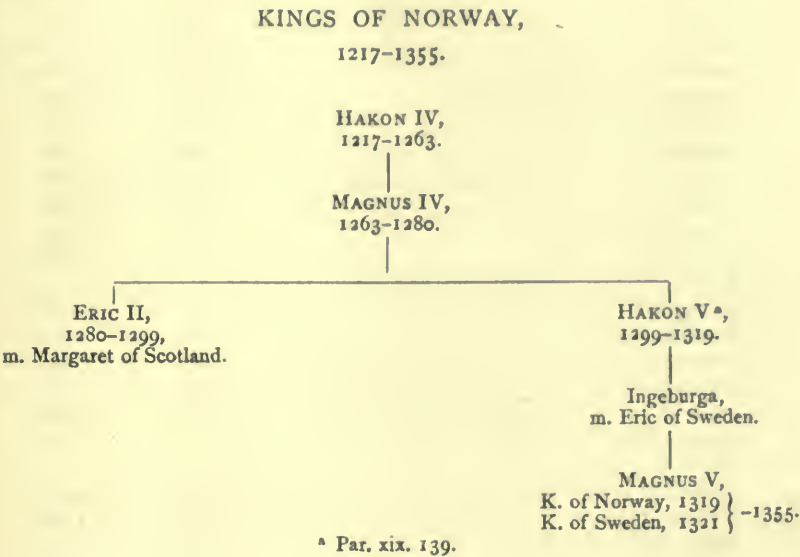 KINGS OF NORWAY,
1217–1355.
HAKON IV,
1217–1263.
MAGNUS IV,
1263–1280.
ERIC II,
1280–1299,
m. Margaret of Scotland.
HAKON V ª,
1299–1319.
Ingeburga,
m. Eric of Sweden.
MAGNUS V,
K. of Norway, 1319
K. of Sweden, 1321 } –1355.
ª Par. xix. 139.